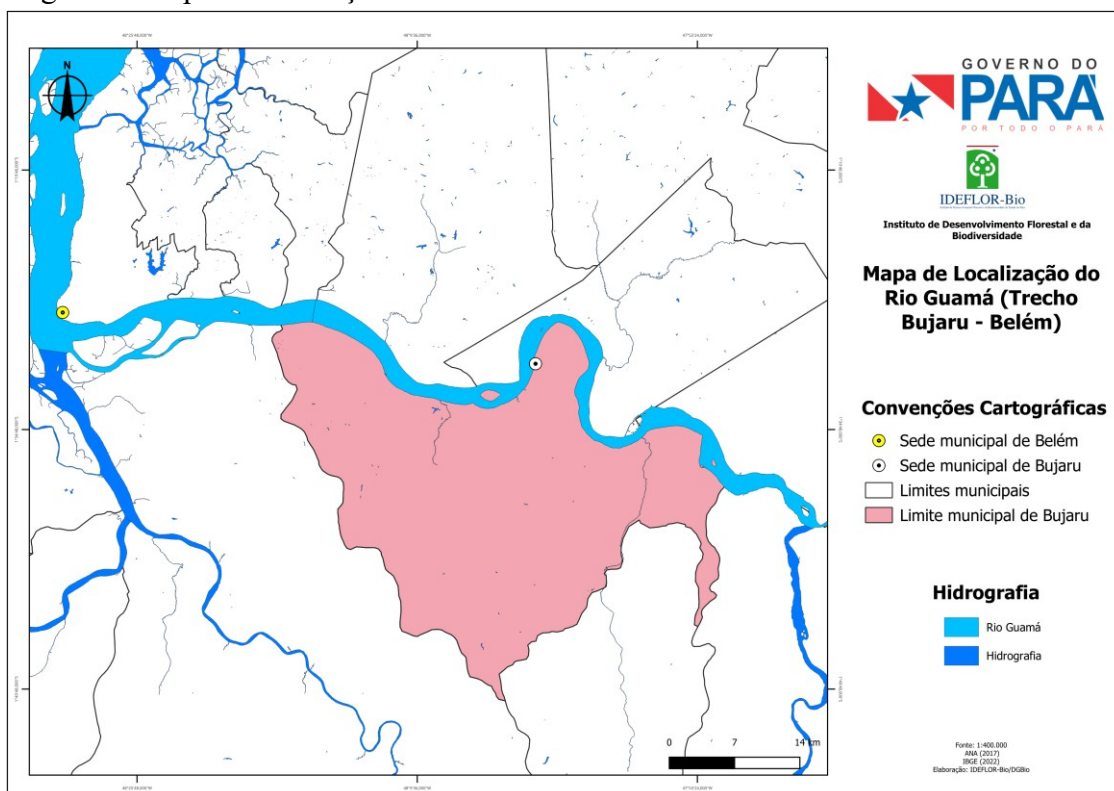 N
GOVERNO DO
PARÁ
POR TODO O PARÁ
IDEFLOR-Bio
Instituto de Desenvolvimento Florestal e da
Biodiversidade
Mapa de Localização do
Rio Guamá (Trecho
Bujaru - Belém)
Convenções Cartográficas
Sede municipal de Belém
Sede municipal de Bujaru
Limites municipais
Limite municipal de Bujaru
Hidrografia
Rio Guamá
Hidrografia
0 7 14 km
Fonte: 1:400.000
ANA (2017)
IBGE (2022)
Elaboração: IDEFLOR-Bio/DGBio